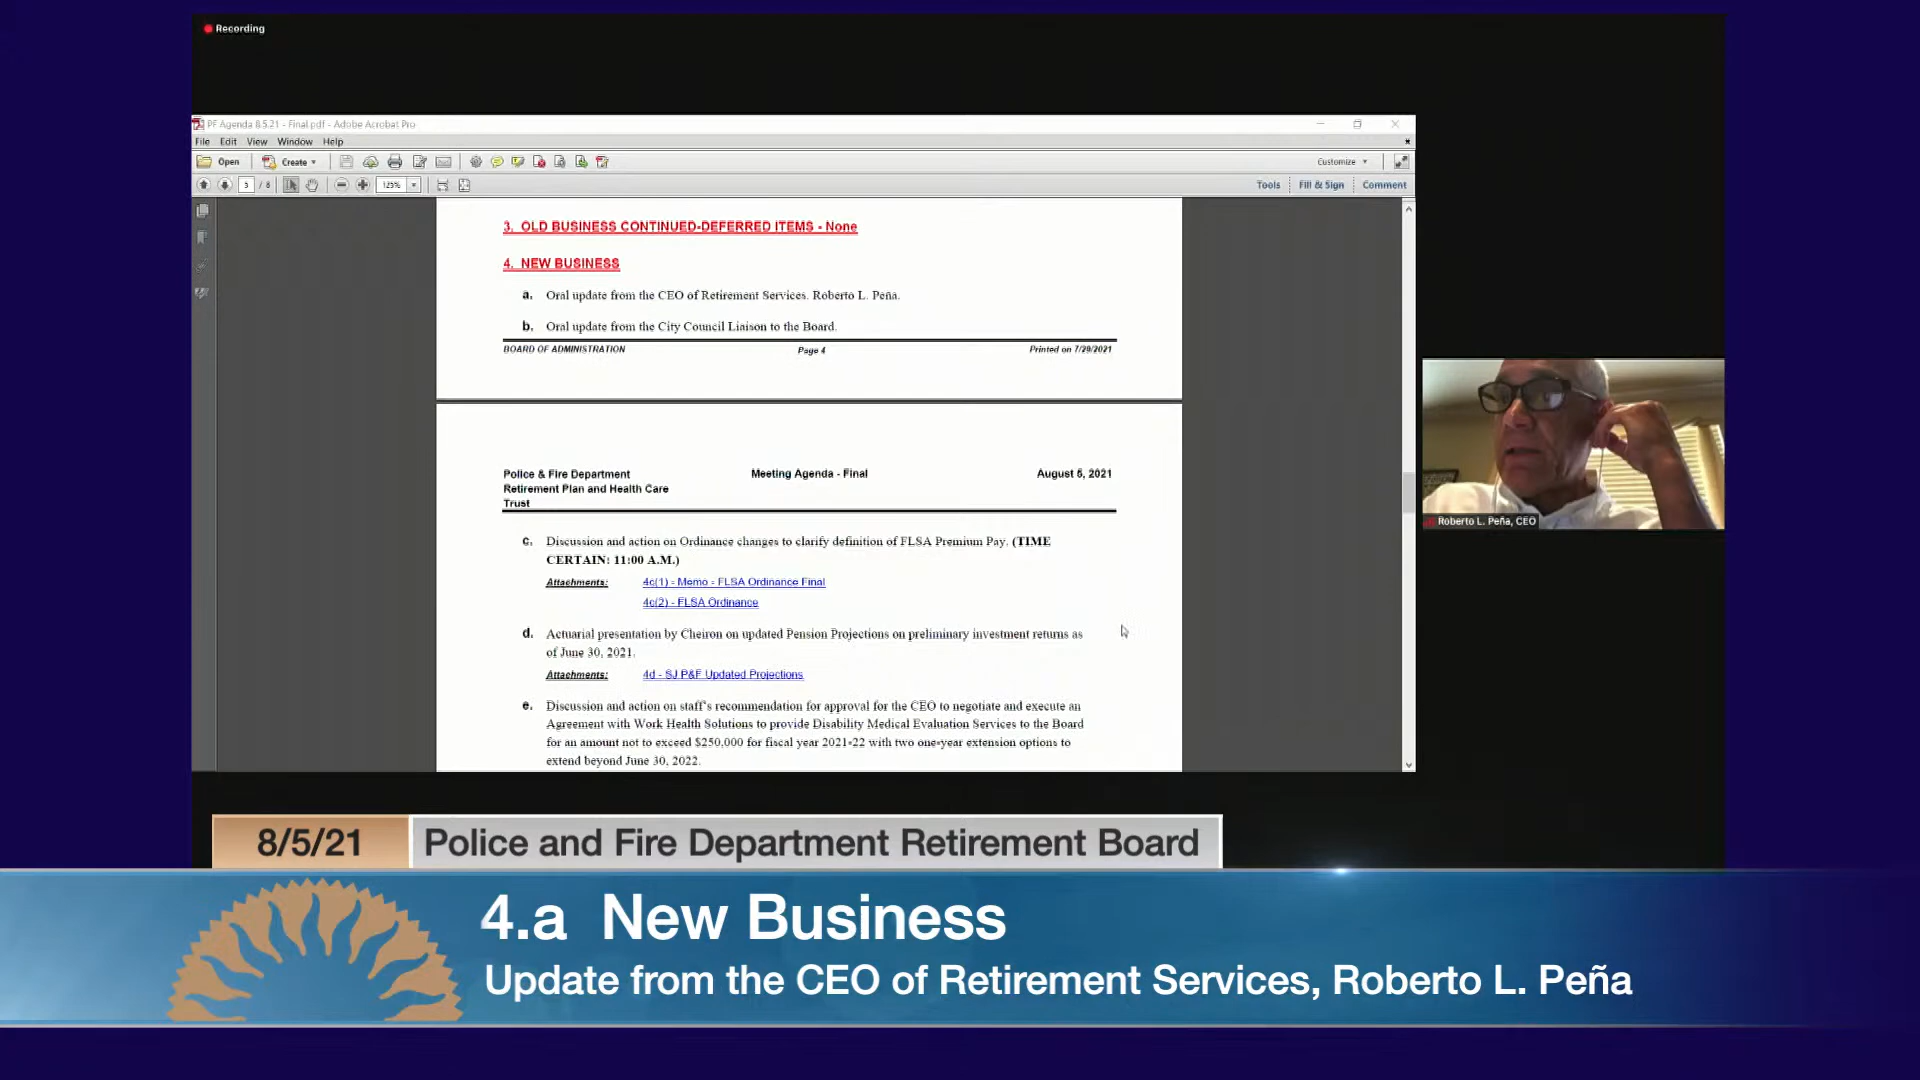 Recording
PF Agenda 8.5.21 - Final.pdf - Adobe Acrobat Pro
File Edit View Window Help
Open Create Customize
/ 8 125% Tools Fill & Sign Comment
3. OLD BUSINESS CONTINUED-DEFERRED ITEMS - None
4. NEW BUSINESS
a. Oral update from the CEO of Retirement Services, Roberto L. Peña.
b. Oral update from the City Council Liaison to the Board.
BOARD OF ADMINISTRATION Page 4 Printed on 7/29/2021
Police & Fire Department Meeting Agenda - Final August 5, 2021
Retirement Plan and Health Care
Trust
c. Discussion and action on Ordinance changes to clarify definition of FLSA Premium Pay. (TIME
CERTAIN: 11:00 A.M.)
Attachments: 4c(1) - Memo - FLSA Ordinance Final
4c(2) - FLSA Ordinance
d. Actuarial presentation by Cheiron on updated Pension Projections on preliminary investment returns as
of June 30, 2021.
Attachments: 4d - SJ P&F Updated Projections
e. Discussion and action on staff's recommendation for approval for the CEO to negotiate and execute an
Agreement with Work Health Solutions to provide Disability Medical Evaluation Services to the Board
for an amount not to exceed $250,000 for fiscal year 2021-22 with two one-year extension options to
extend beyond June 30, 2022.
Roberto L. Peña, CEO
8/5/21 Police and Fire Department Retirement Board
4.a New Business
Update from the CEO of Retirement Services, Roberto L. Peña